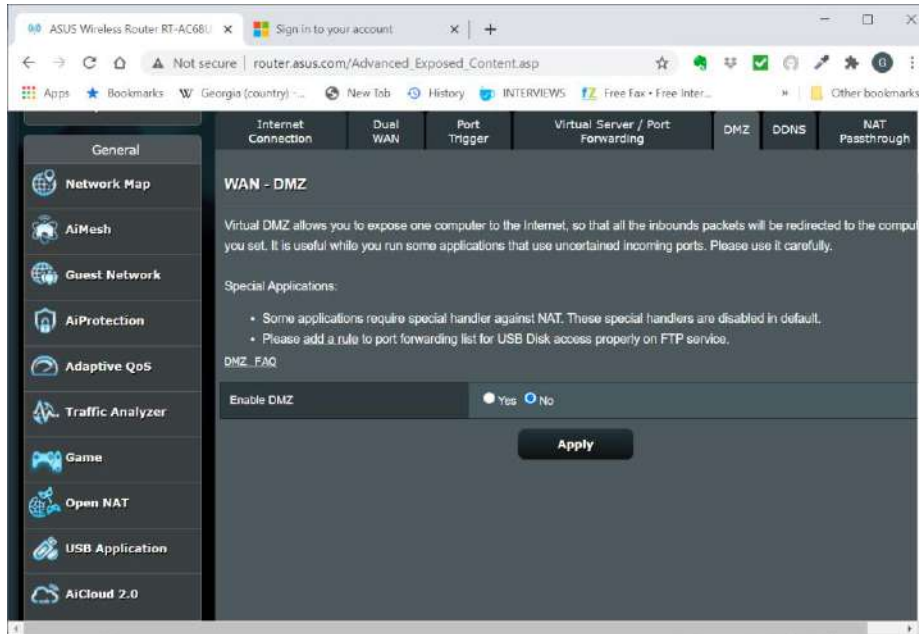 ASUS Wireless Router RT-AC68U
Sign in to your account
Not secure | router.asus.com/Advanced_Exposed_Content.asp
G
Apps Bookmarks W Georgia (country) -... New Tab History INTERVIEWS Free Fax • Free Inter... » Other bookmarks
General
Network Map
AiMesh
Guest Network
AiProtection
Adaptive QoS
Traffic Analyzer
Game
Open NAT
USB Application
AiCloud 2.0
Internet Connection
Dual WAN
Port Trigger
Virtual Server / Port Forwarding
DMZ
DDNS
NAT Passthrough
WAN - DMZ
Virtual DMZ allows you to expose one computer to the Internet, so that all the inbounds packets will be redirected to the compu
you set. It is useful while you run some applications that use uncertained incoming ports. Please use it carefully.
Special Applications:
• Some applications require special handler against NAT. These special handlers are disabled in default.
• Please add a rule to port forwarding list for USB Disk access properly on FTP service.
DMZ FAQ
Enable DMZ Yes No
Apply